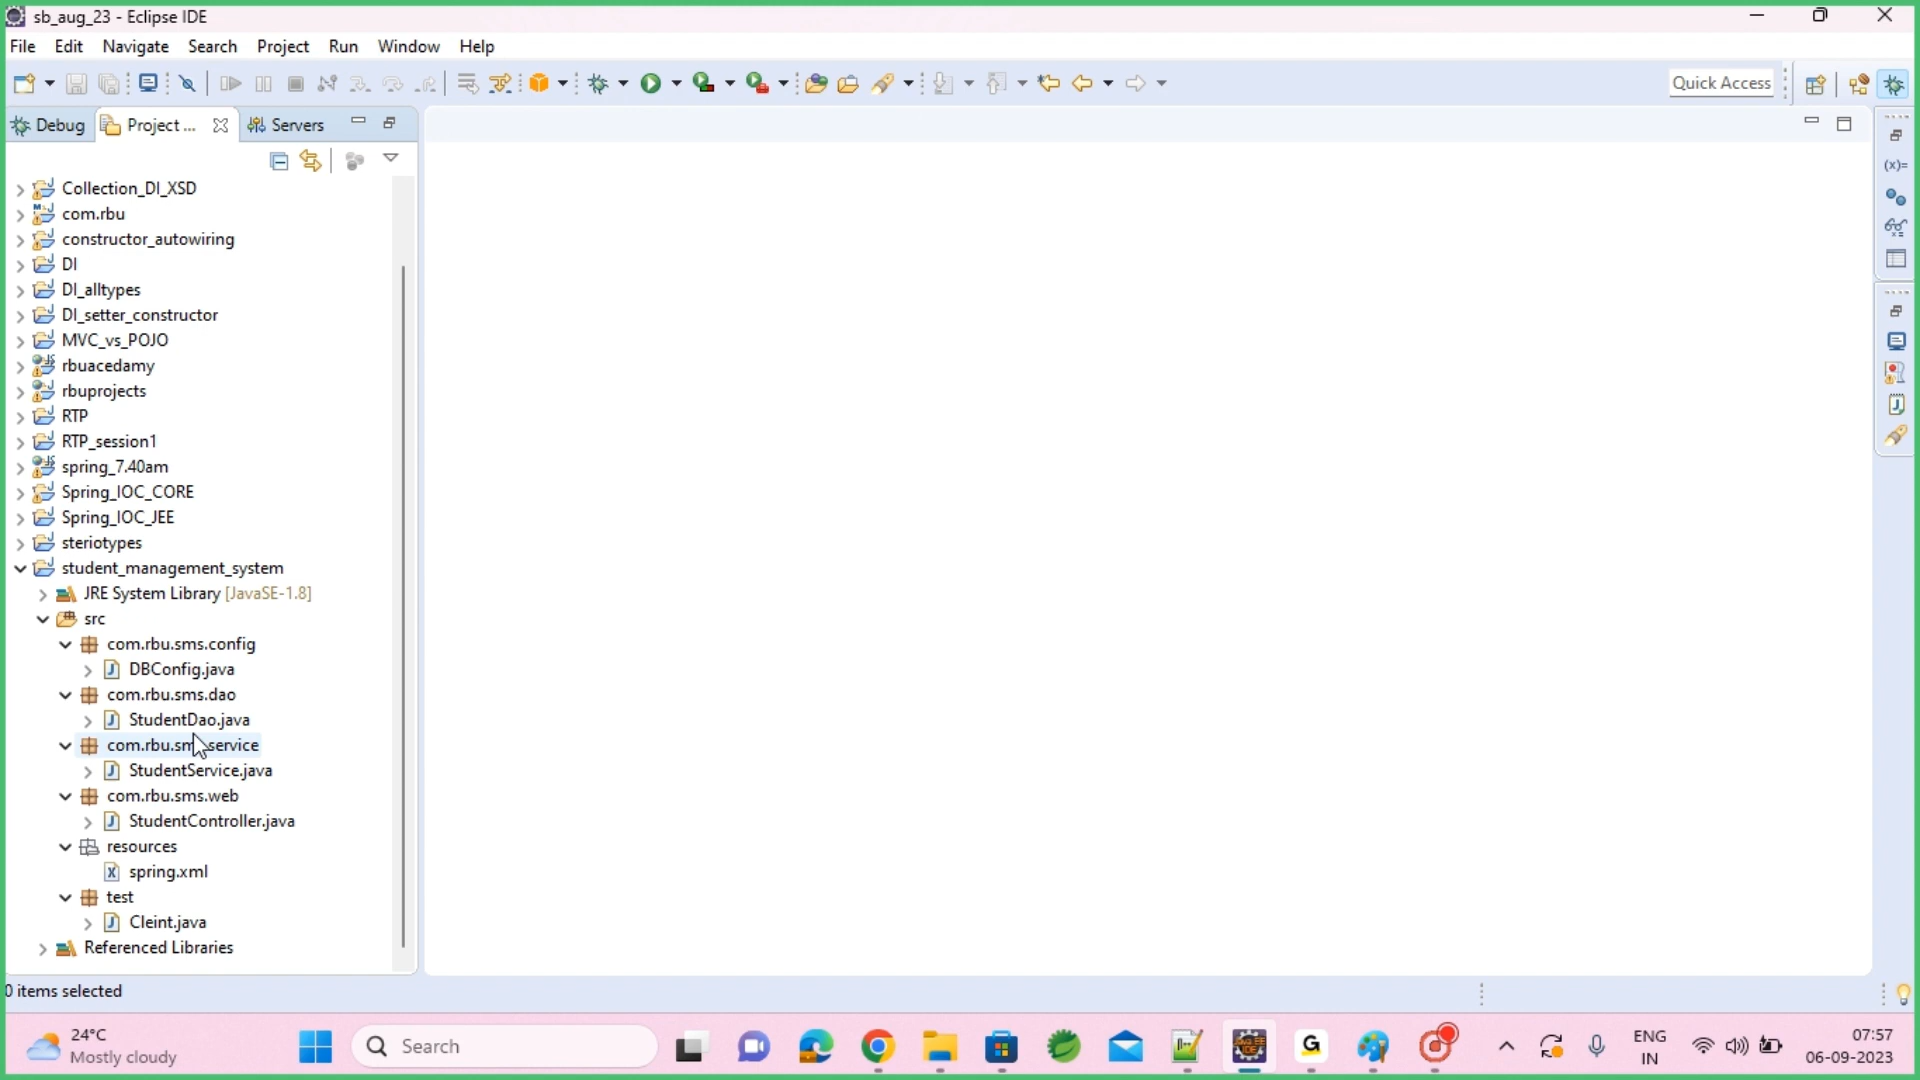 sb_aug_23 - Eclipse IDE
File Edit Navigate Search Project Run Window Help
Quick Access
Debug Project ... Servers
(x)=
Collection_DI_XSD
com.rbu
constructor_autowiring
DI
DI_alltypes
DI_setter_constructor
MVC_vs_POJO
rbuacedamy
rbuprojects
RTP
RTP_session1
spring_7.40am
Spring_IOC_CORE
Spring_IOC_JEE
steriotypes
student_management_system
JRE System Library [JavaSE-1.8]
src
com.rbu.sms.config
DBConfig.java
com.rbu.sms.dao
StudentDao.java
com.rbu.sms.service
StudentService.java
com.rbu.sms.web
StudentController.java
resources
spring.xml
test
Cleint.java
Referenced Libraries
0 items selected
24°C
Mostly cloudy
Search
ENG
IN
07:57
06-09-2023